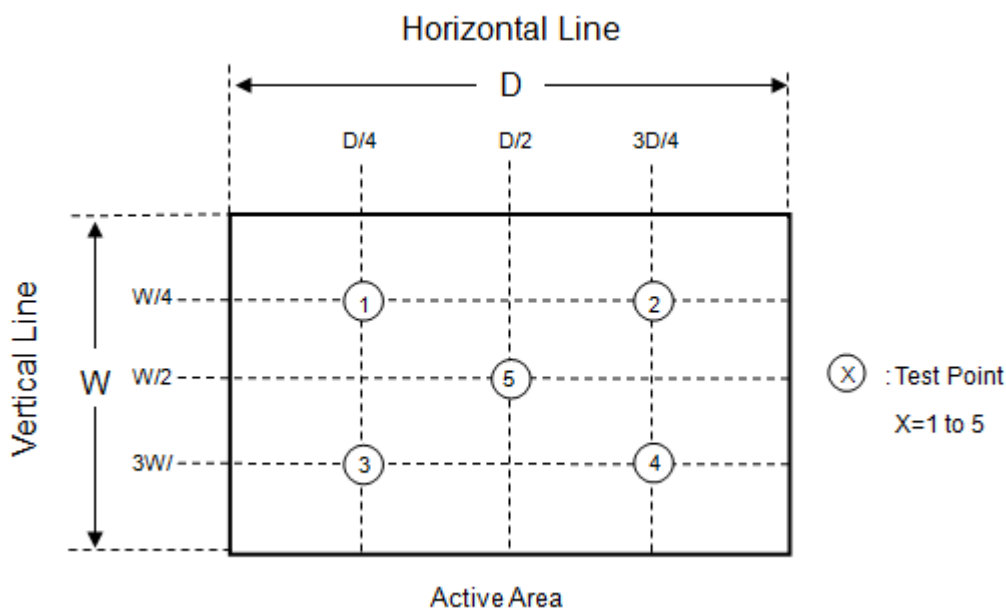 Horizontal Line
D
D/4 D/2 3D/4
W/4
1 2
Vertical Line
W
W/2
5
X : Test Point
X=1 to 5
3W/
3 4
Active Area